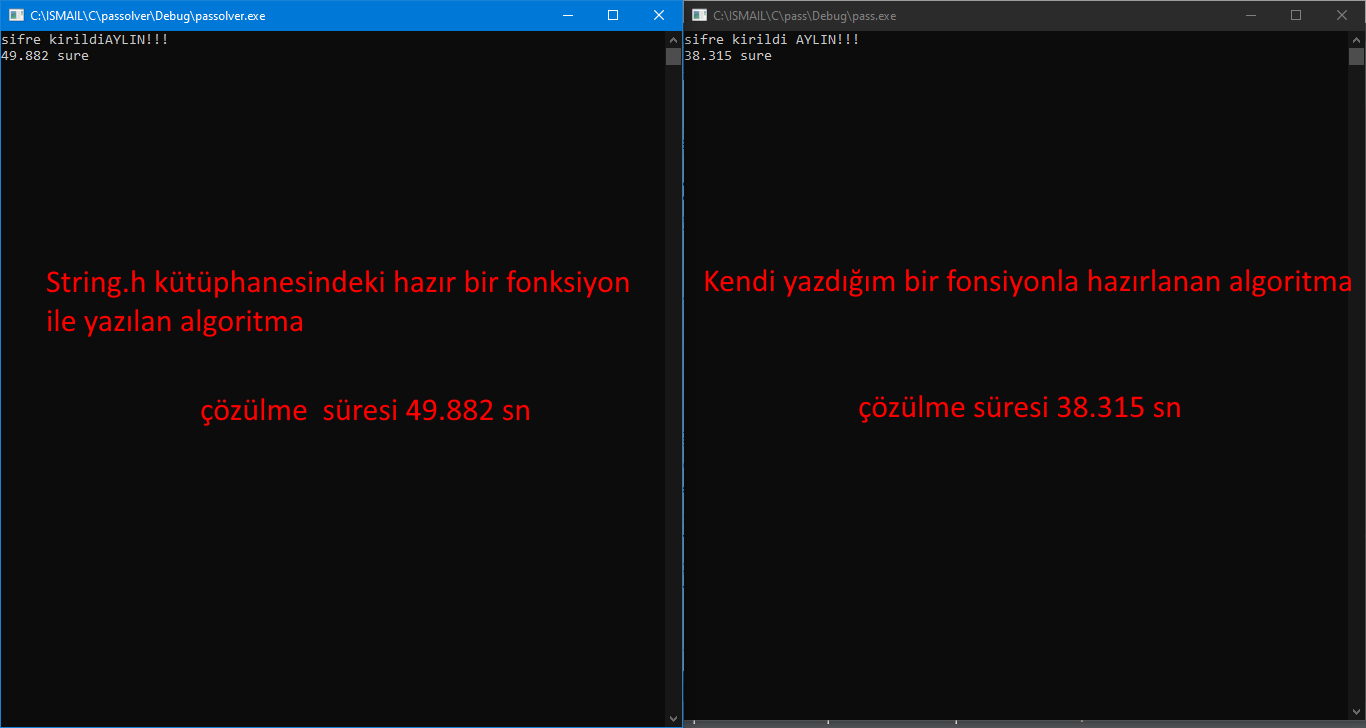 C:\ISMAIL\C\passolver\Debug\passolver.exe
sifre kirildiAYLIN!!!
49.882 sure
String.h kütüphanesindeki hazır bir fonksiyon
ile yazılan algoritma
çözülme süresi 49.882 sn
C:\ISMAIL\C\pass\Debug\pass.exe
sifre kirildi AYLIN!!!
38.315 sure
Kendi yazdığım bir fonsiyonla hazırlanan algoritma
çözülme süresi 38.315 sn